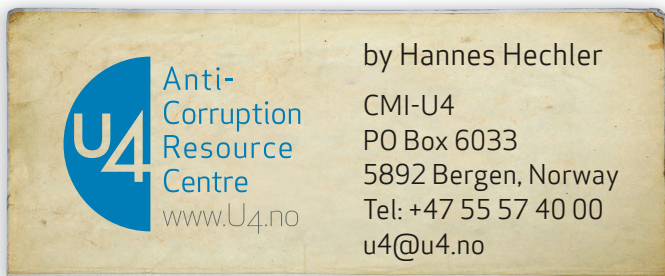 U4
Anti-
Corruption
Resource
Centre
www.U4.no
by Hannes Hechler
CMI-U4
PO Box 6033
5892 Bergen, Norway
Tel: +47 55 57 40 00
u4@u4.no